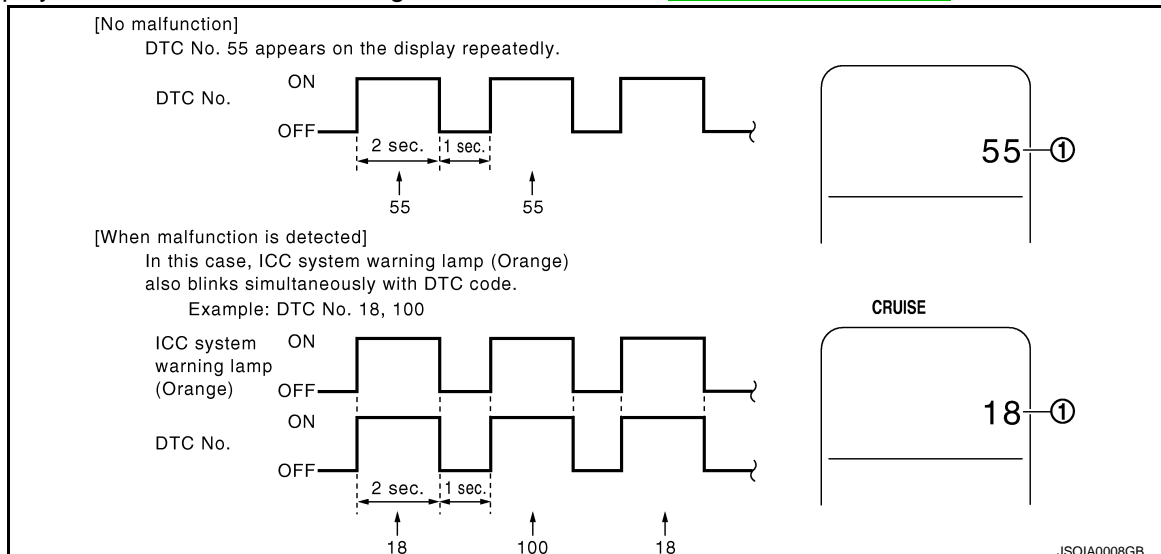 [No malfunction]
DTC No. 55 appears on the display repeatedly.
DTC No.
ON
OFF
2 sec.
1 sec.
55
55
55
①
[When malfunction is detected]
In this case, ICC system warning lamp (Orange)
also blinks simultaneously with DTC code.
Example: DTC No. 18, 100
ICC system
warning lamp
(Orange)
ON
OFF
DTC No.
ON
OFF
2 sec.
1 sec.
18
100
18
CRUISE
18
①
JSOIA0008GB